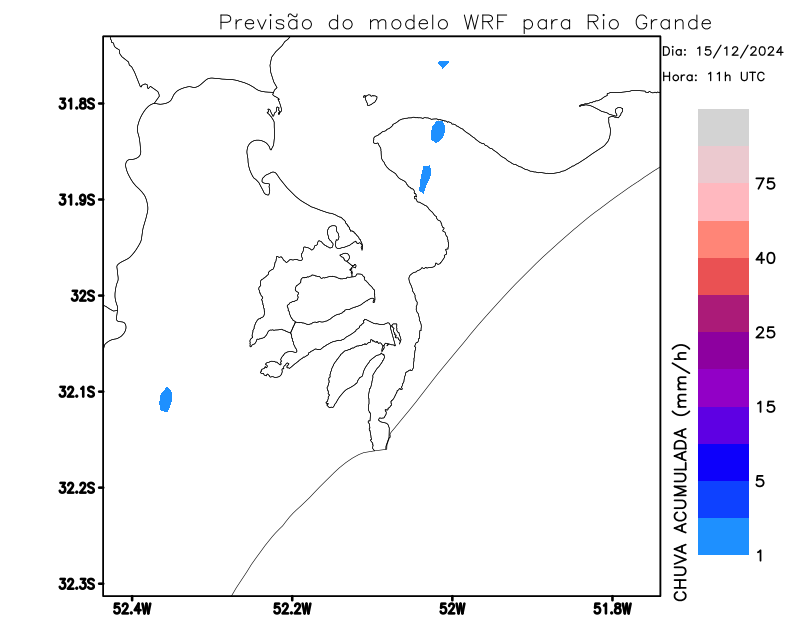 Previsão do modelo WRF para Rio Grande
Dia: 15/12/2024
Hora: 11h UTC
31.8S
31.9S
32S
32.1S
32.2S
32.3S
52.4W
52.2W
52W
51.8W
75
40
25
15
5
1
CHUVA ACUMULADA (mm/h)